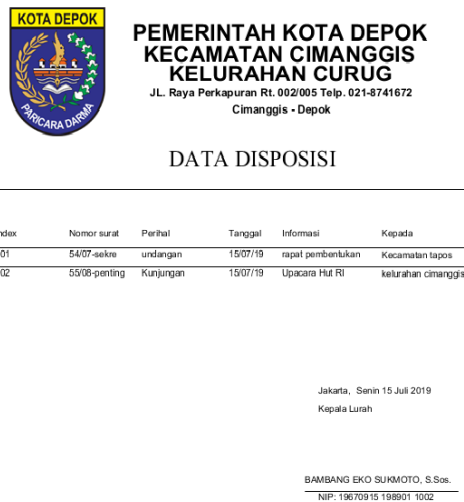 KOTA DEPOK
PARICARA DARMA
PEMERINTAH KOTA DEPOK
KECAMATAN CIMANGGIS
KELURAHAN CURUG
JL. Raya Perkapuran Rt. 002/005 Telp. 021-8741672
Cimanggis - Depok
DATA DISPOSISI
ndex Nomor surat Perihal Tanggal Informasi Kepada
01 54/07-sekre undangan 15/07/19 rapat pembentukan Kecamatan tapos
02 55/08-penting Kunjungan 15/07/19 Upacara Hut RI kelurahan cimanggis
Jakarta, Senin 15 Juli 2019
Kepala Lurah
BAMBANG EKO SUKMOTO, S.Sos.
NIP: 19670915 198901 1002